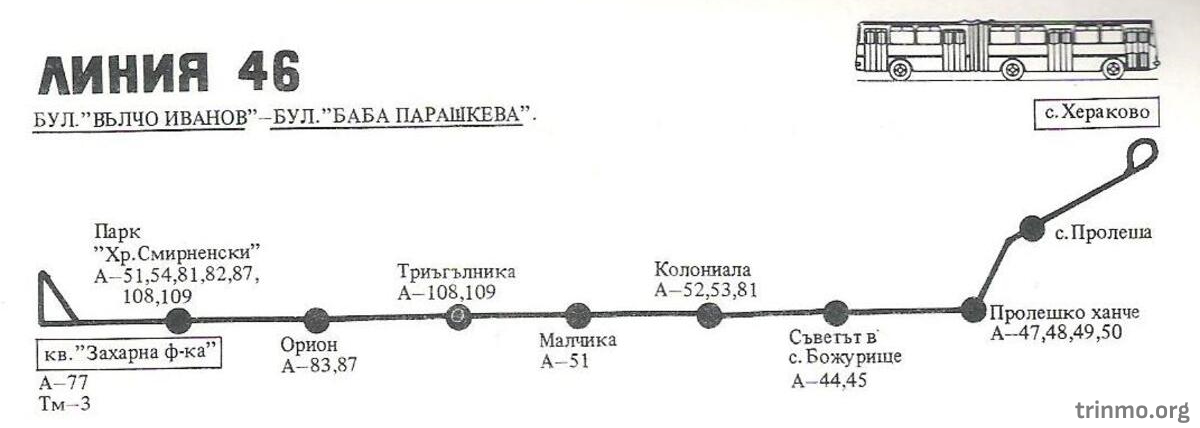 ЛИНИЯ 46
БУЛ."ВЪЛЧО ИВАНОВ"–БУЛ."БАБА ПАРАШКЕВА".
с.Хераково
Парк
"Хр.Смирненски"
А–51,54,81,82,87,
108,109
Триъгълника
А–108,109
Колониала
А–52,53,81
с.Пролеша
кв."Захарна ф-ка"
А–77
Тм–3
Орион
А–83,87
Малчика
А–51
Съветът в
с.Божурище
А–44,45
Пролешко ханче
А–47,48,49,50
trinmo.org